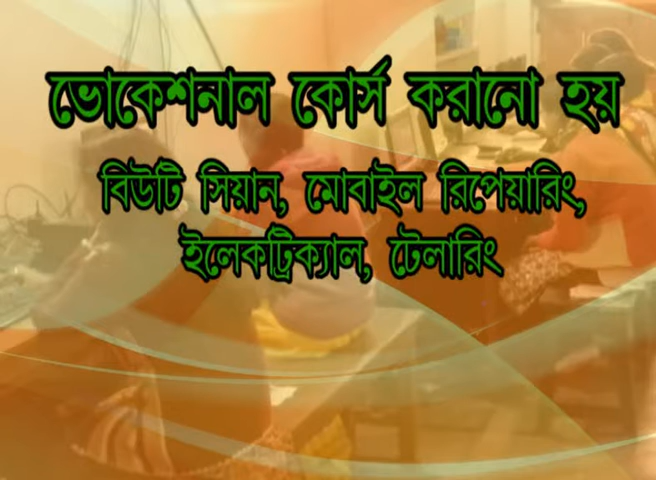 ভোকেশনাল কোর্স করানো হয়
বিউটি সিয়ান, মোবাইল রিপেয়ারিং,
ইলেকট্রিক্যাল, টেলারিং